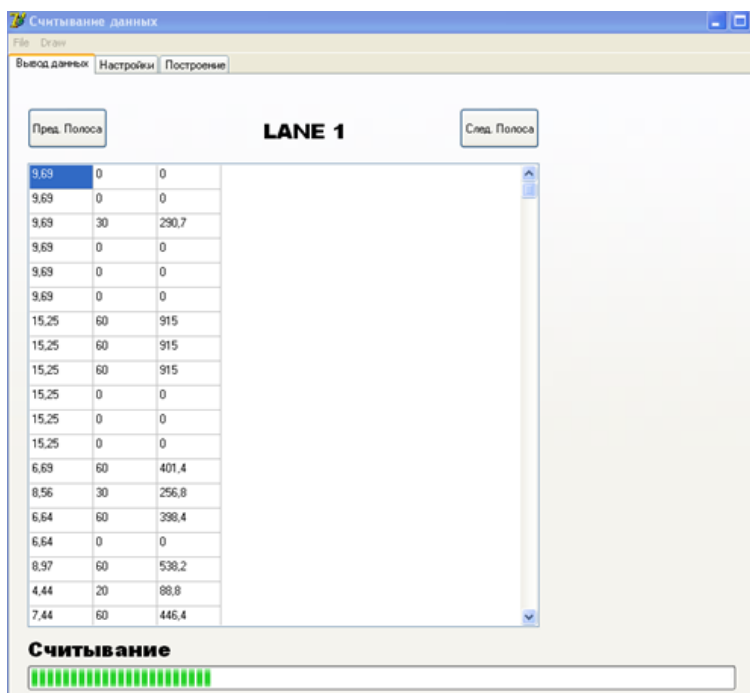 Считывание данных
File Draw
Вывод данных Настройки Построение
Пред. Полоса LANE 1 След. Полоса
9,69 0 0
9,69 0 0
9,69 30 290,7
9,69 0 0
9,69 0 0
9,69 0 0
15,25 60 915
15,25 60 915
15,25 60 915
15,25 0 0
15,25 0 0
15,25 0 0
6,69 60 401,4
8,56 30 256,8
6,64 60 398,4
6,64 0 0
8,97 60 538,2
4,44 20 88,8
7,44 60 446,4
Считывание